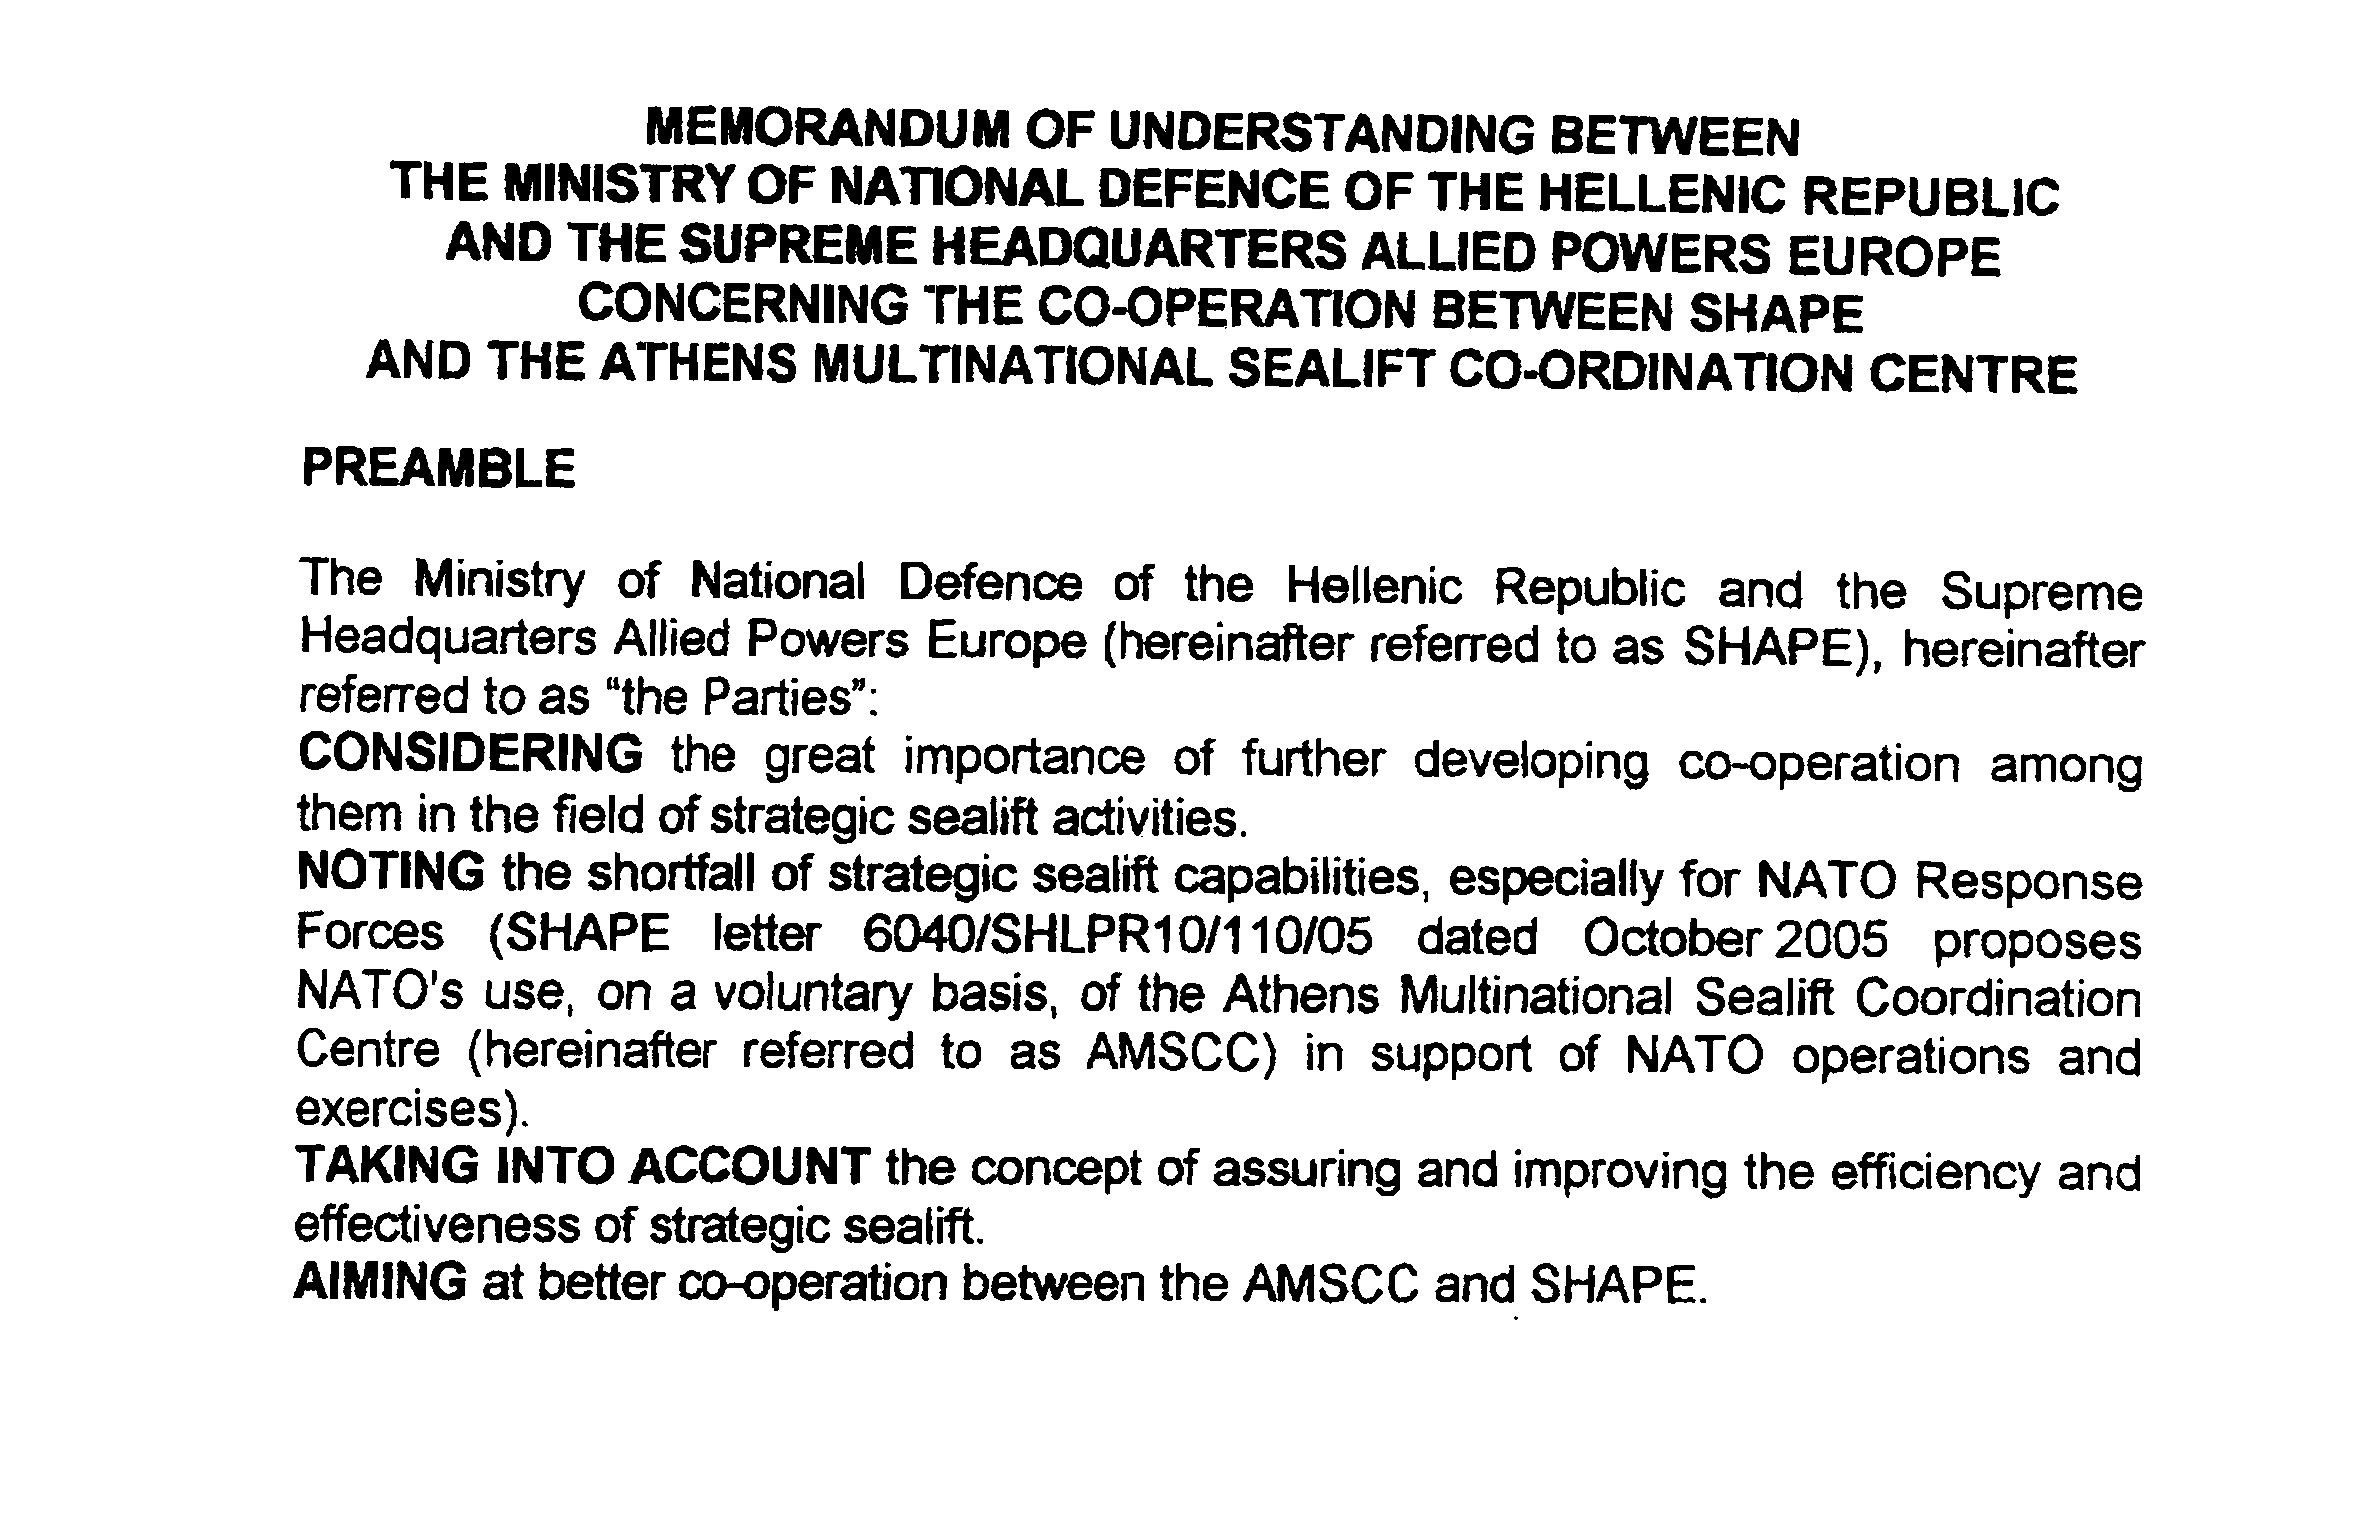 MEMORANDUM OF UNDERSTANDING BETWEEN
THE MINISTRY OF NATIONAL DEFENCE OF THE HELLENIC REPUBLIC
AND THE SUPREME HEADQUARTERS ALLIED POWERS EUROPE
CONCERNING THE CO-OPERATION BETWEEN SHAPE
AND THE ATHENS MULTINATIONAL SEALIFT CO-ORDINATION CENTRE
PREAMBLE
The Ministry of National Defence of the Hellenic Republic and the Supreme
Headquarters Allied Powers Europe (hereinafter referred to as SHAPE), hereinafter
referred to as “the Parties”:
CONSIDERING the great importance of further developing co-operation among
them in the field of strategic sealift activities.
NOTING the shortfall of strategic sealift capabilities, especially for NATO Response
Forces (SHAPE letter 6040/SHLPR10/110/05 dated October 2005 proposes
NATO's use, on a voluntary basis, of the Athens Multinational Sealift Coordination
Centre (hereinafter referred to as AMSCC) in support of NATO operations and
exercises).
TAKING INTO ACCOUNT the concept of assuring and improving the efficiency and
effectiveness of strategic sealift.
AIMING at better co-operation between the AMSCC and SHAPE.